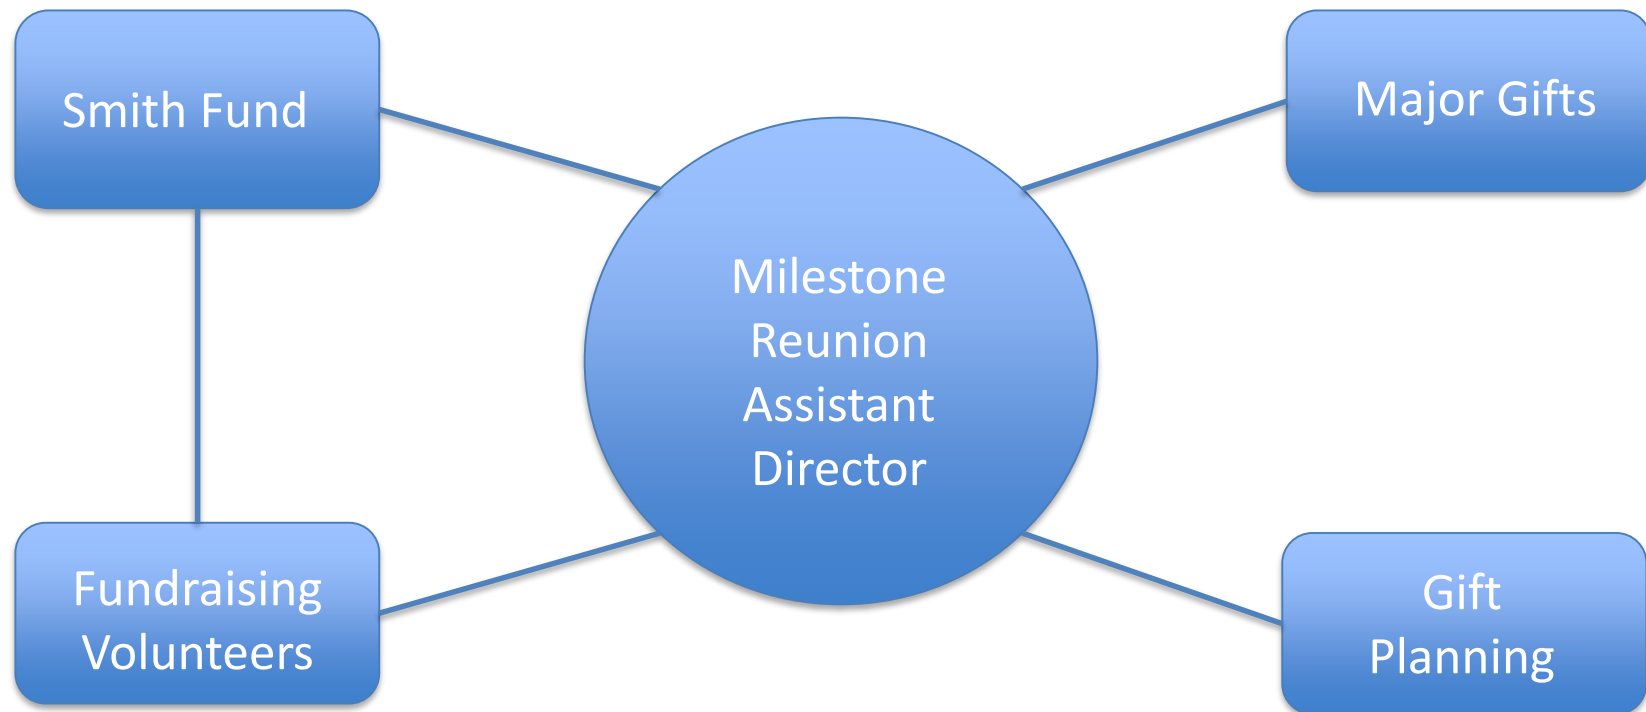 Smith Fund
Major Gifts
Milestone
Reunion
Assistant
Director
Fundraising
Volunteers
Gift
Planning